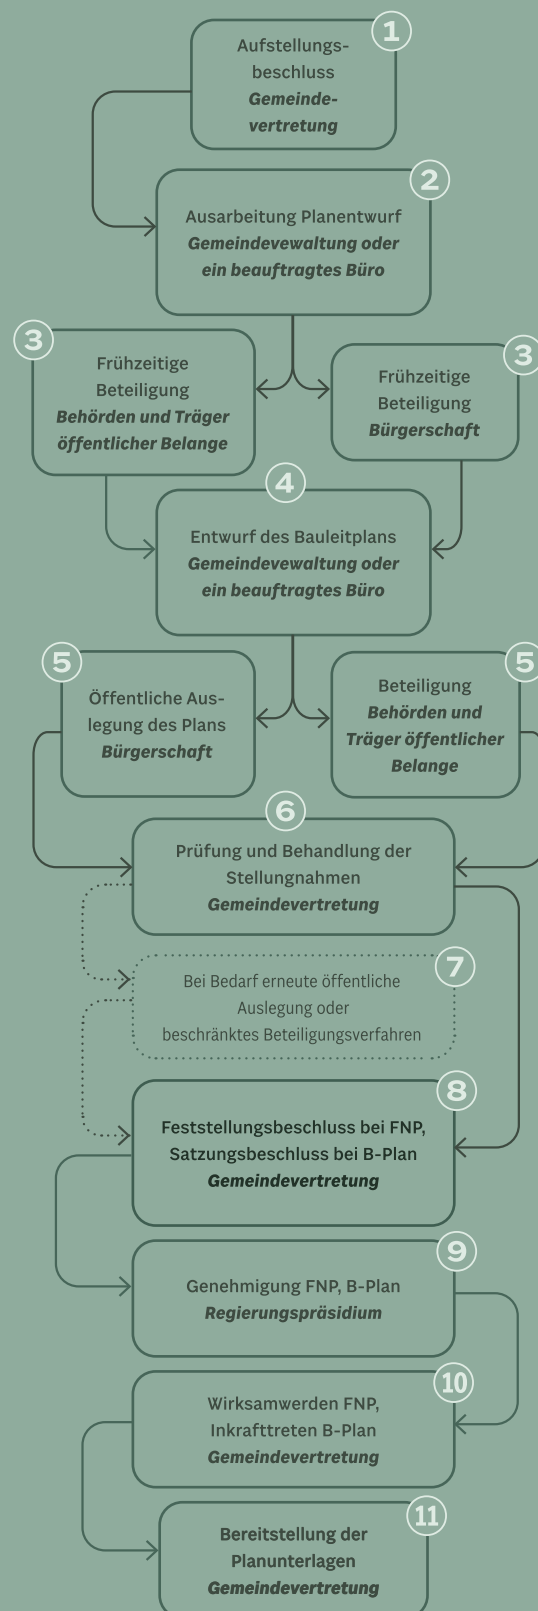 1
Aufstellungs-
beschluss
Gemeinde-
vertretung
2
Ausarbeitung Planentwurf
Gemeindevewaltung oder
ein beauftragtes Büro
3
Frühzeitige
Beteiligung
Behörden und Träger
öffentlicher Belange
3
Frühzeitige
Beteiligung
Bürgerschaft
4
Entwurf des Bauleitplans
Gemeindevewaltung oder
ein beauftragtes Büro
5
Öffentliche Aus-
legung des Plans
Bürgerschaft
5
Beteiligung
Behörden und
Träger öffentlicher
Belange
6
Prüfung und Behandlung der
Stellungnahmen
Gemeindevertretung
7
Bei Bedarf erneute öffentliche
Auslegung oder
beschränktes Beteiligungsverfahren
8
Feststellungsbeschluss bei FNP,
Satzungsbeschluss bei B-Plan
Gemeindevertretung
9
Genehmigung FNP, B-Plan
Regierungspräsidium
10
Wirksamwerden FNP,
Inkrafttreten B-Plan
Gemeindevertretung
11
Bereitstellung der
Planunterlagen
Gemeindevertretung